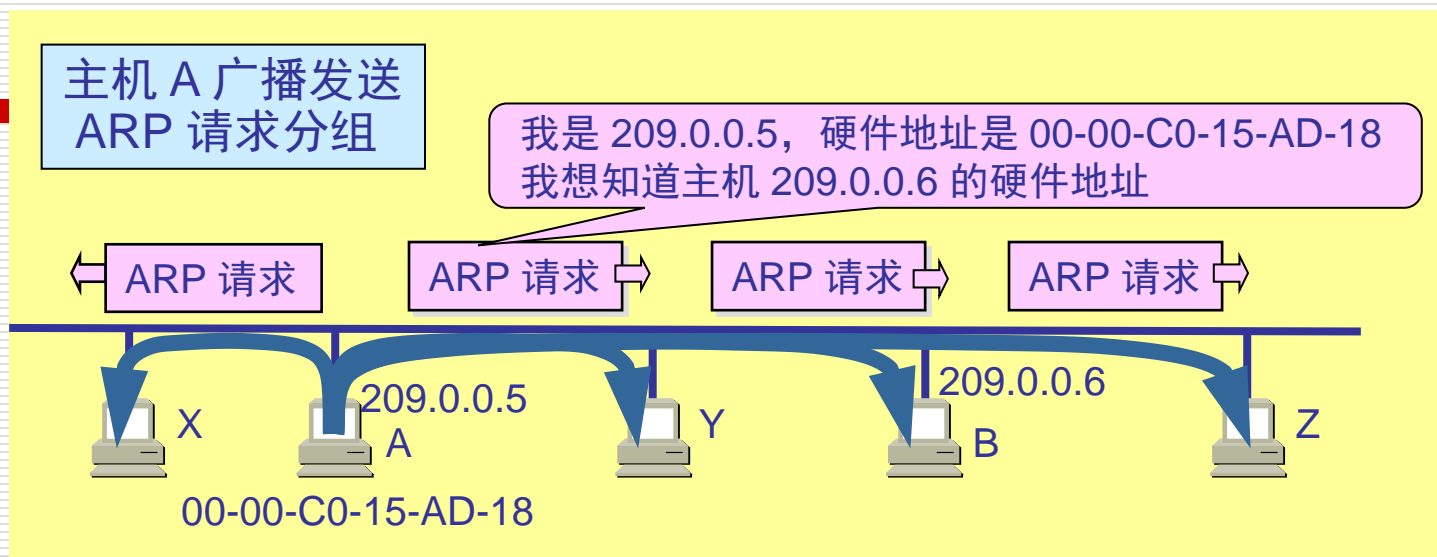 主机 A 广播发送
ARP 请求分组
我是 209.0.0.5，硬件地址是 00-00-C0-15-AD-18
我想知道主机 209.0.0.6 的硬件地址
ARP 请求
ARP 请求
ARP 请求
ARP 请求
209.0.0.5
209.0.0.6
X
A
Y
B
Z
00-00-C0-15-AD-18